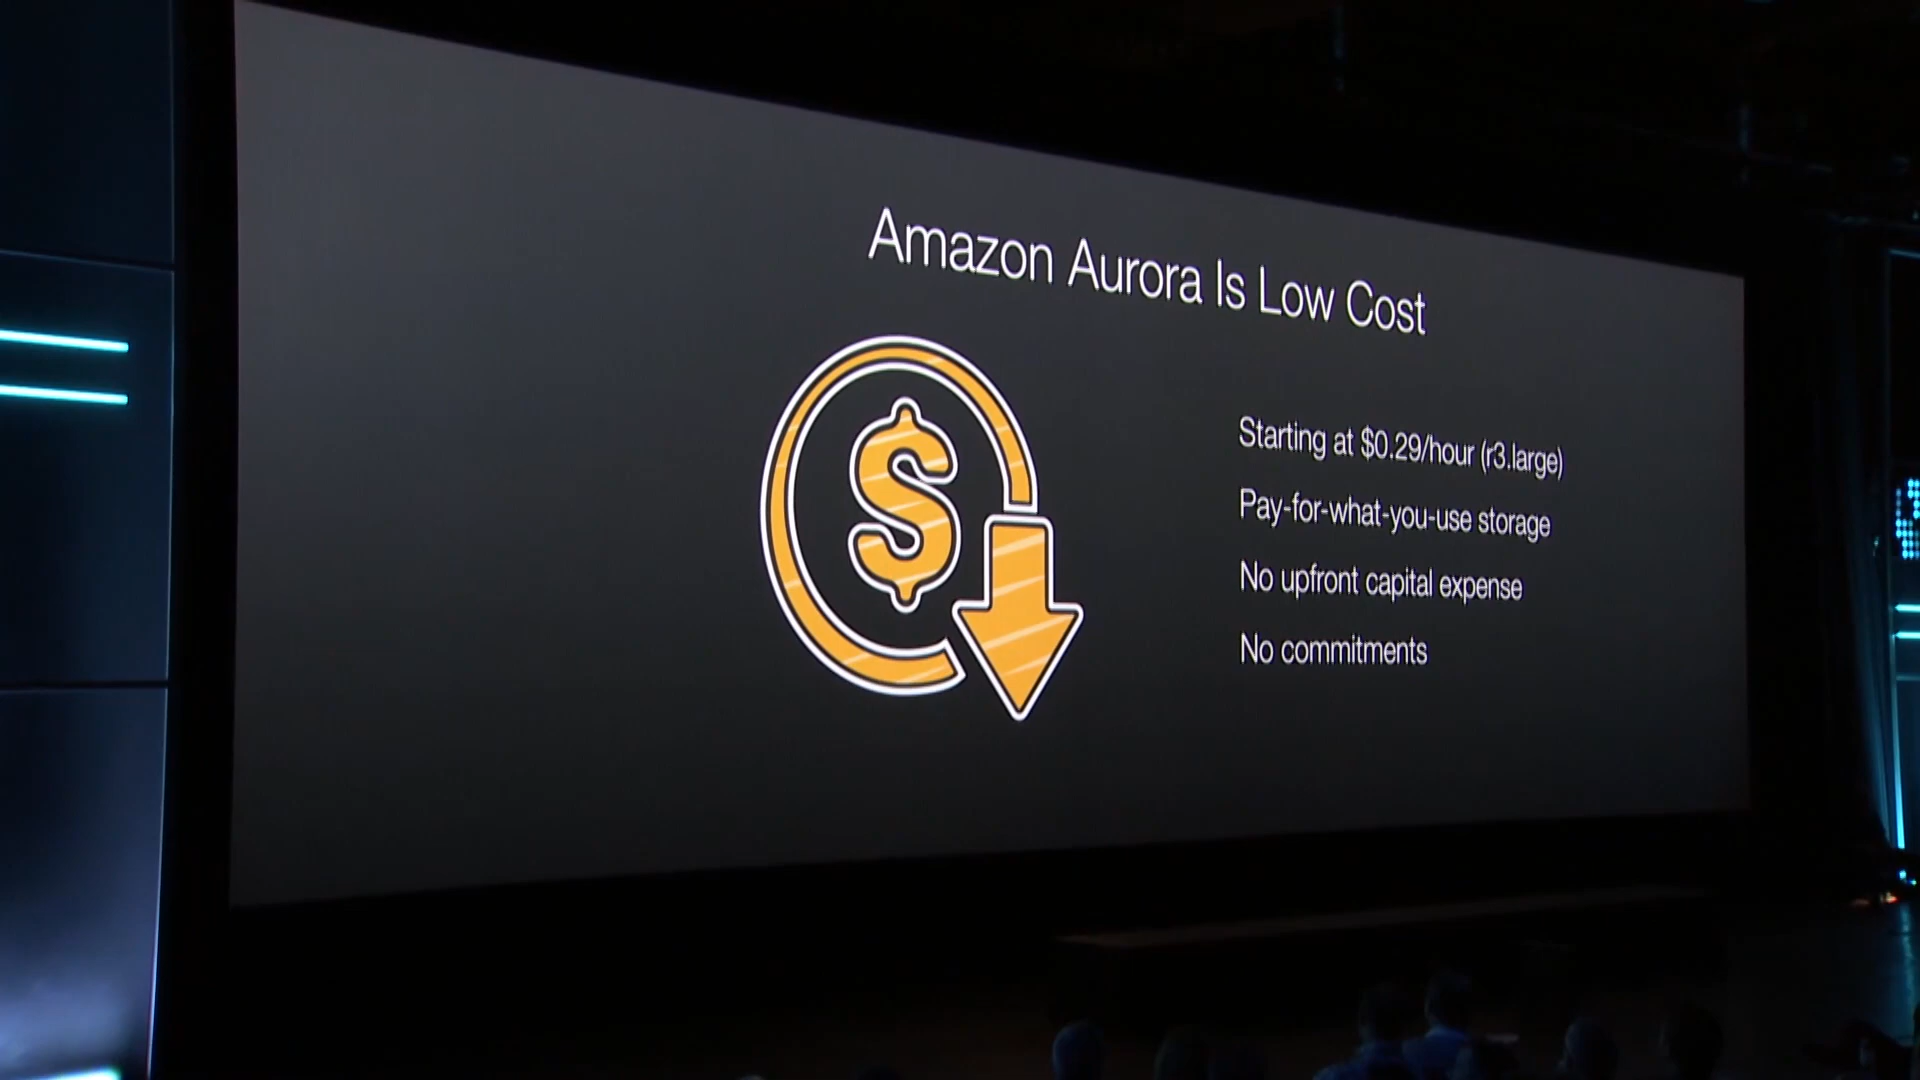 Amazon Aurora Is Low Cost
$
Starting at $0.29/hour (r3.large)
Pay-for-what-you-use storage
No upfront capital expense
No commitments